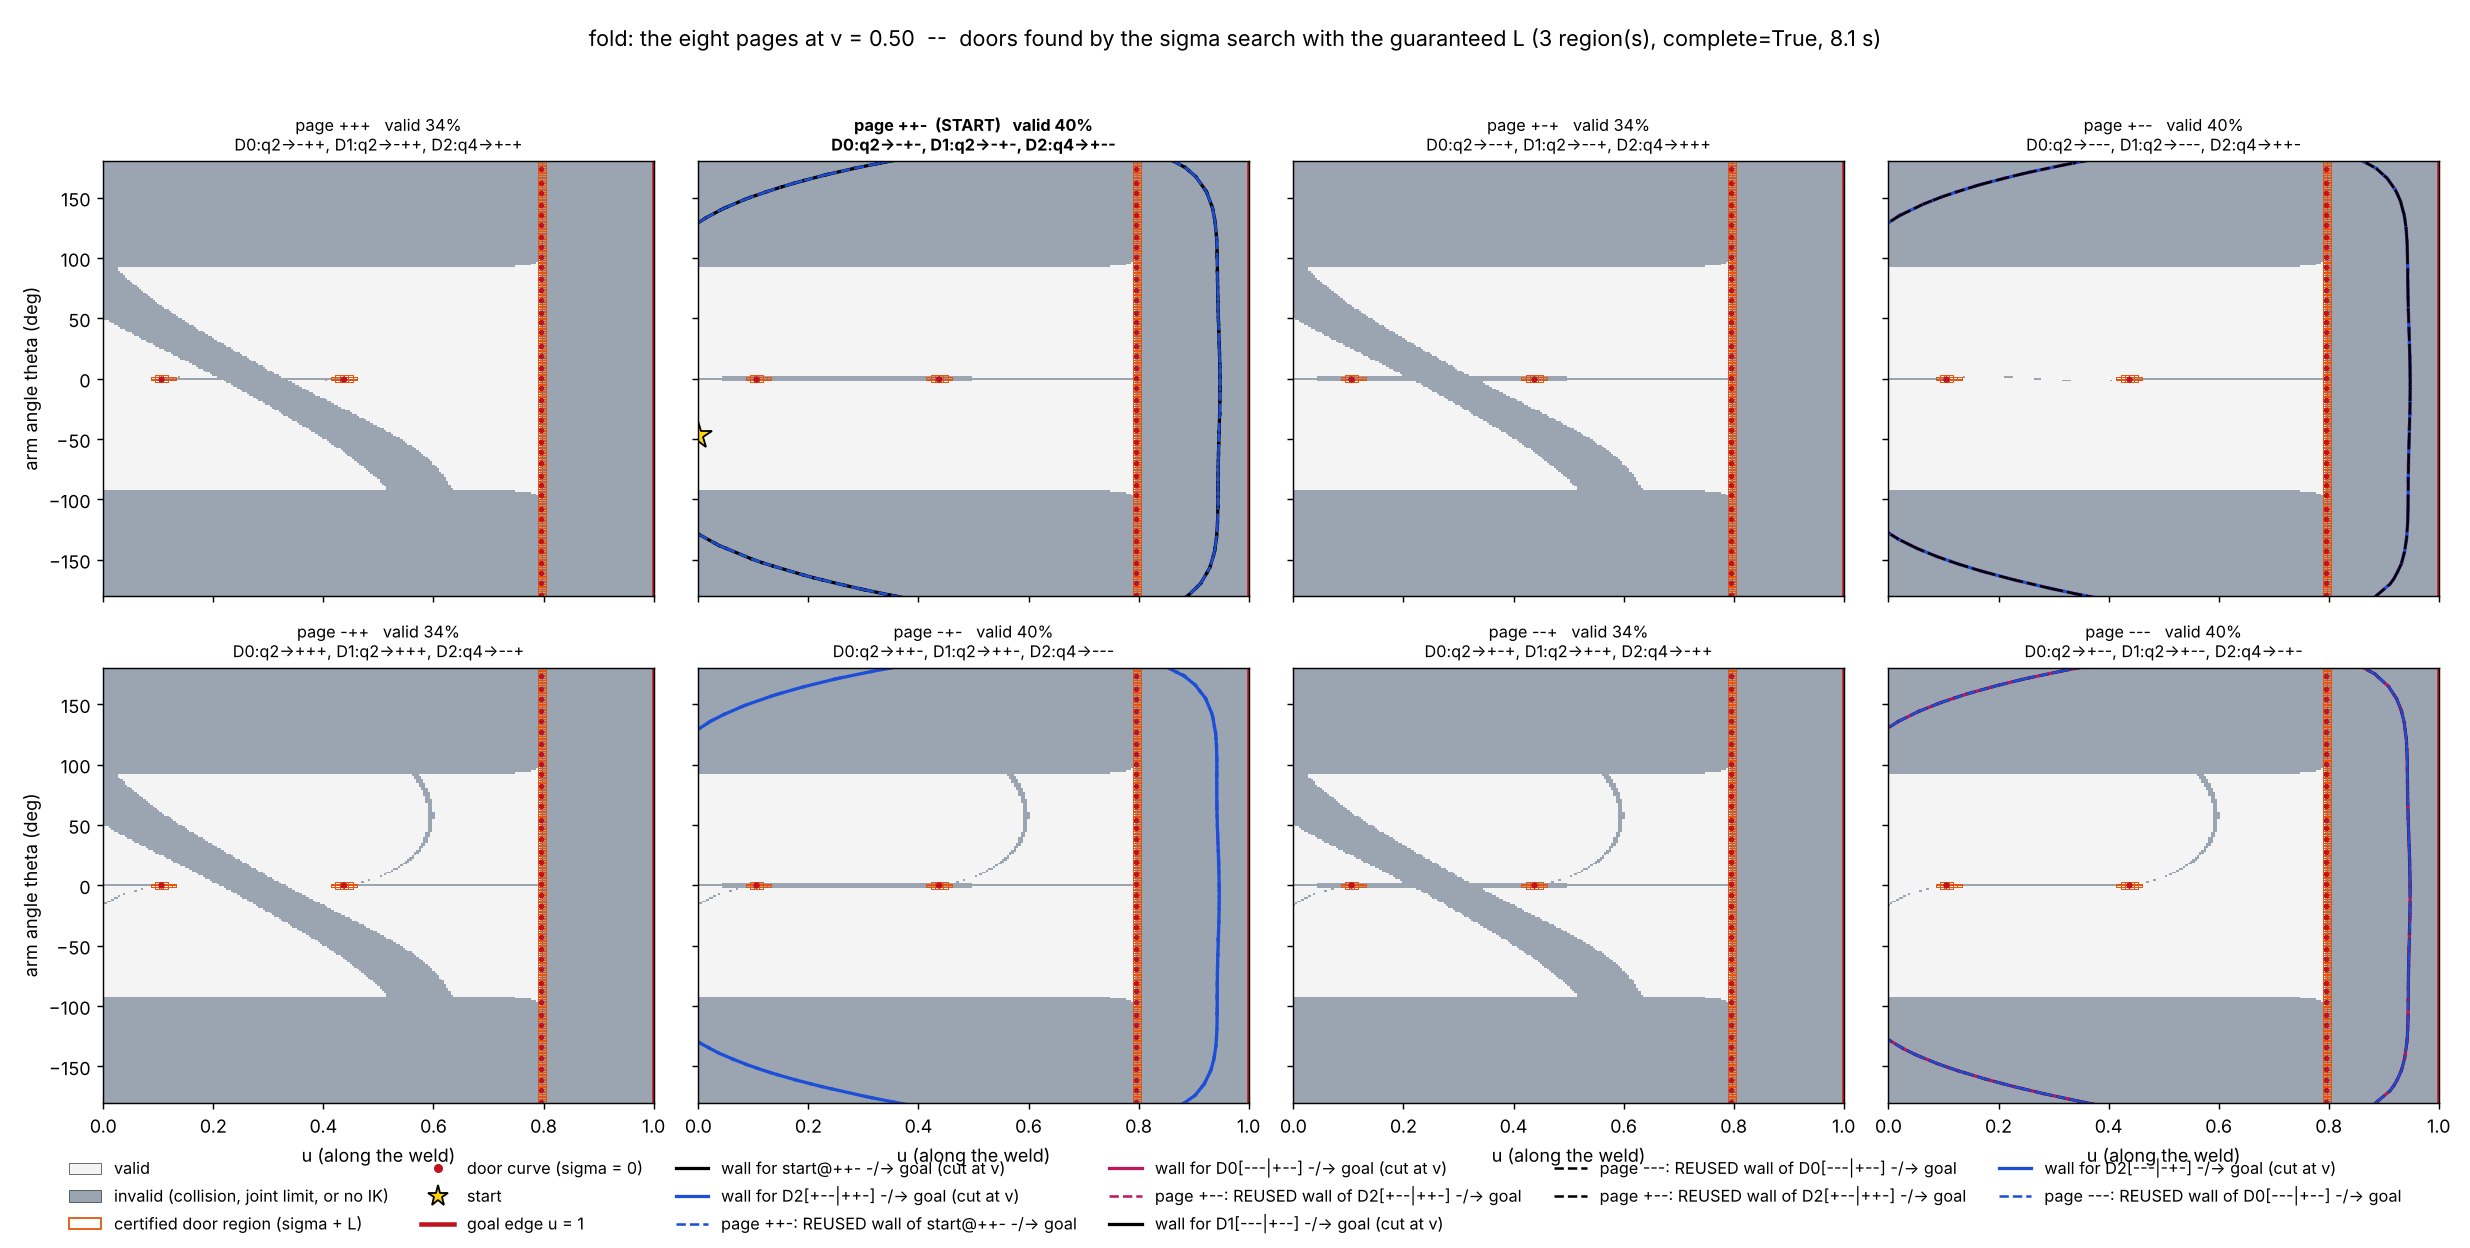 fold: the eight pages at v = 0.50 -- doors found by the sigma search with the guaranteed L (3 region(s), complete=True, 8.1 s)
page +++ valid 34%
D0:q2→-++, D1:q2→-++, D2:q4→+-+
page ++- (START) valid 40%
D0:q2→-+-, D1:q2→-+-, D2:q4→+--
page +-+ valid 34%
D0:q2→--+, D1:q2→--+, D2:q4→+++
page +-- valid 40%
D0:q2→---, D1:q2→---, D2:q4→++-
arm angle theta (deg)
150
100
50
0
−50
−100
−150
page -++ valid 34%
D0:q2→+++, D1:q2→+++, D2:q4→--+
page -+- valid 40%
D0:q2→++-, D1:q2→++-, D2:q4→---
page --+ valid 34%
D0:q2→+-+, D1:q2→+-+, D2:q4→-++
page --- valid 40%
D0:q2→+--, D1:q2→+--, D2:q4→-+-
arm angle theta (deg)
150
100
50
0
−50
−100
−150
0.0 0.2 0.4 0.6 0.8 1.0
0.0 0.2 0.4 0.6 0.8 1.0
0.0 0.2 0.4 0.6 0.8 1.0
0.0 0.2 0.4 0.6 0.8 1.0
u (along the weld)
u (along the weld)
u (along the weld)
u (along the weld)
valid
invalid (collision, joint limit, or no IK)
certified door region (sigma + L)
door curve (sigma = 0)
start
goal edge u = 1
wall for start@++- -/→ goal (cut at v)
wall for D2[+--|++-] -/→ goal (cut at v)
page ++-: REUSED wall of start@++- -/→ goal
wall for D0[---|+--] -/→ goal (cut at v)
page +--: REUSED wall of D2[+--|++-] -/→ goal
wall for D1[---|+--] -/→ goal (cut at v)
page ---: REUSED wall of D0[---|+--] -/→ goal
page +--: REUSED wall of D2[+--|++-] -/→ goal
wall for D2[---|-+-] -/→ goal (cut at v)
page ---: REUSED wall of D0[---|+--] -/→ goal